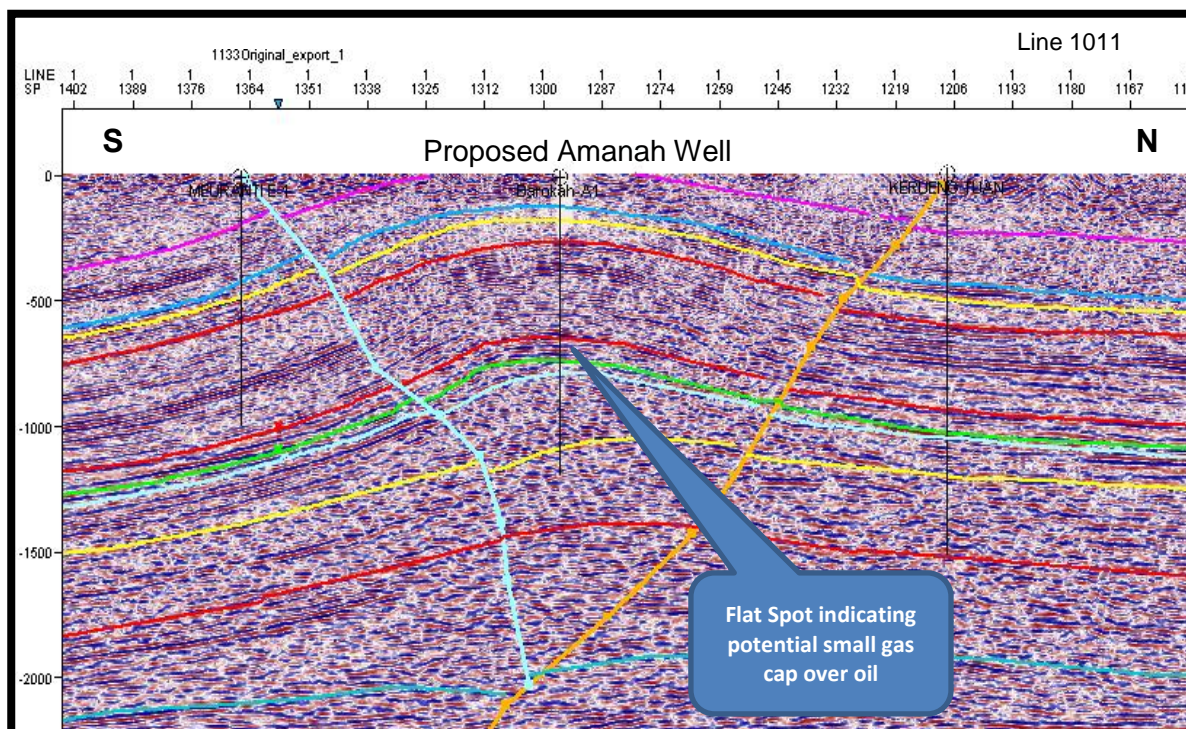 Line 1011
1133Original_export_1
LINE 1 1 1 1 1 1 1 1 1 1 1 1 1 1 1 1 1 1 1
SP 1402 1389 1376 1364 1351 1338 1325 1312 1300 1287 1274 1259 1245 1232 1219 1206 1193 1180 1167
S N
Proposed Amanah Well
0
-500
-1000
-1500
-2000
Flat Spot indicating
potential small gas
cap over oil